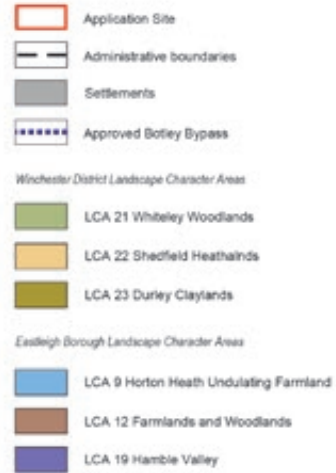 Application Site
Administrative boundaries
Settlements
Approved Botley Bypass
Winchester District Landscape Character Areas
LCA 21 Whiteley Woodlands
LCA 22 Shedfield Heathalnds
LCA 23 Durley Claylands
Eastleigh Borough Landscape Character Areas
LCA 9 Horton Heath Undulating Farmland
LCA 12 Farmlands and Woodlands
LCA 19 Hamble Valley